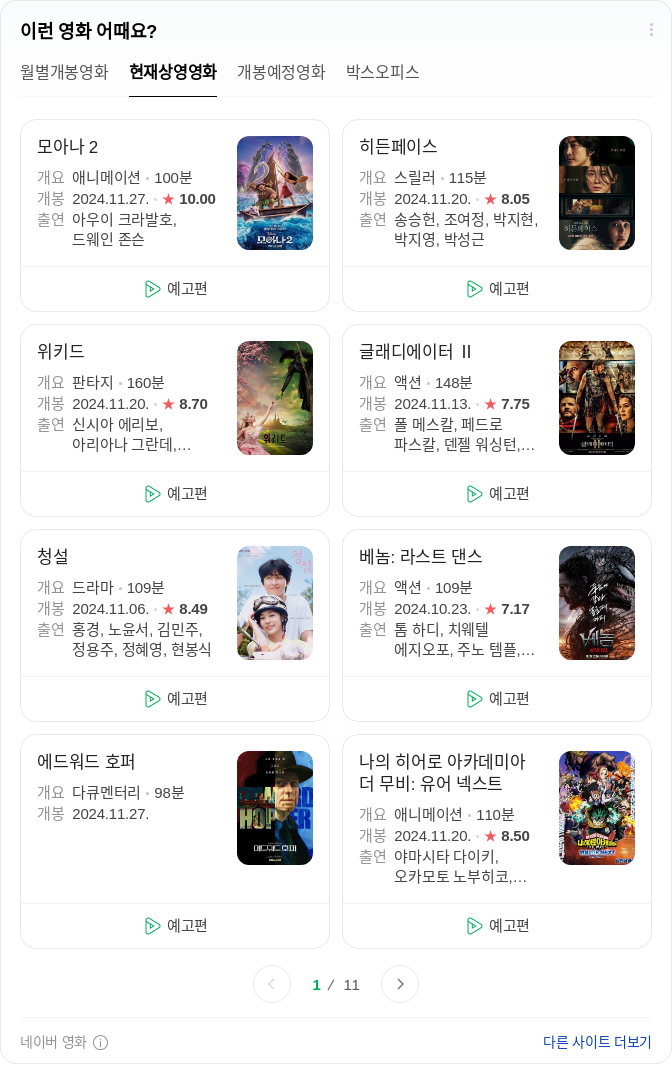 이런 영화 어때요?
월별개봉영화 현재상영영화 개봉예정영화 박스오피스
모아나 2
개요 애니메이션 100분
개봉 2024.11.27. ★ 10.00
출연 아우이 크라발호,
드웨인 존슨
모아나2
예고편
히든페이스
개요 스릴러 115분
개봉 2024.11.20. ★ 8.05
출연 송승헌, 조여정, 박지현,
박지영, 박성근
히든페이스
예고편
위키드
개요 판타지 160분
개봉 2024.11.20. ★ 8.70
출연 신시아 에리보,
아리아나 그란데,...
위키드
예고편
글래디에이터 Ⅱ
개요 액션 148분
개봉 2024.11.13. ★ 7.75
출연 폴 메스칼, 페드로
파스칼, 덴젤 워싱턴,...
글래디에이터 II
예고편
청설
개요 드라마 109분
개봉 2024.11.06. ★ 8.49
출연 홍경, 노윤서, 김민주,
정용주, 정혜영, 현봉식
청설
예고편
베놈: 라스트 댄스
개요 액션 109분
개봉 2024.10.23. ★ 7.17
출연 톰 하디, 치웨텔
에지오포, 주노 템플,...
베놈
예고편
에드워드 호퍼
개요 다큐멘터리 98분
개봉 2024.11.27.
EDWARD
HOPPER
에드워드 호퍼
예고편
나의 히어로 아카데미아
더 무비: 유어 넥스트
개요 애니메이션 110분
개봉 2024.11.20. ★ 8.50
출연 야마시타 다이키,
오카모토 노부히코,...
예고편
1 / 11
네이버 영화
다른 사이트 더보기